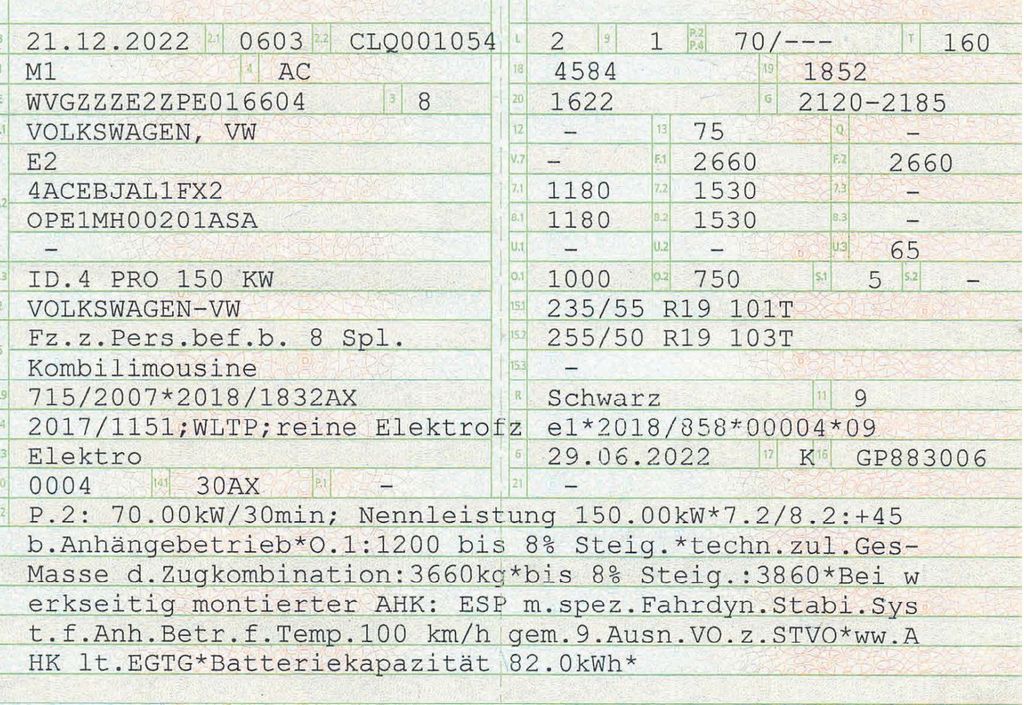 21.12.2022 2.1 0603 2.2 CLQ001054 L 2 9 1 P.2 P.4 70/--- T 160
M1 4 AC 18 4584 19 1852
WVGZZZE2ZPE016604 3 8 20 1622 G 2120-2185
VOLKSWAGEN, VW 12 - 13 75 Q -
E2 V.7 - F.1 2660 F.2 2660
4ACEBJAL1FX2 7.1 1180 7.2 1530 7.3 -
OPE1MH00201ASA 8.1 1180 8.2 1530 8.3 -
- U.1 - U.2 - U.3 65
ID.4 PRO 150 KW O.1 1000 O.2 750 S.1 5 S.2 -
VOLKSWAGEN-VW 15.1 235/55 R19 101T
Fz.z.Pers.bef.b. 8 Spl. 15.2 255/50 R19 103T
Kombilimousine 15.3 -
715/2007*2018/1832AX R Schwarz 11 9
2017/1151;WLTP;reine Elektrofz e1*2018/858*00004*09
Elektro 6 29.06.2022 17 K 16 GP883006
0004 14.1 30AX P.1 - 21 -
P.2: 70.00kW/30min; Nennleistung 150.00kW*7.2/8.2:+45
b.Anhängebetrieb*O.1:1200 bis 8% Steig.*techn.zul.Ges-
Masse d.Zugkombination:3660kg*bis 8% Steig.:3860*Bei w
erkseitig montierter AHK: ESP m.spez.Fahrdyn.Stabi.Sys
t.f.Anh.Betr.f.Temp.100 km/h gem.9.Ausn.VO.z.STVO*ww.A
HK lt.EGTG*Batteriekapazität 82.0kWh*